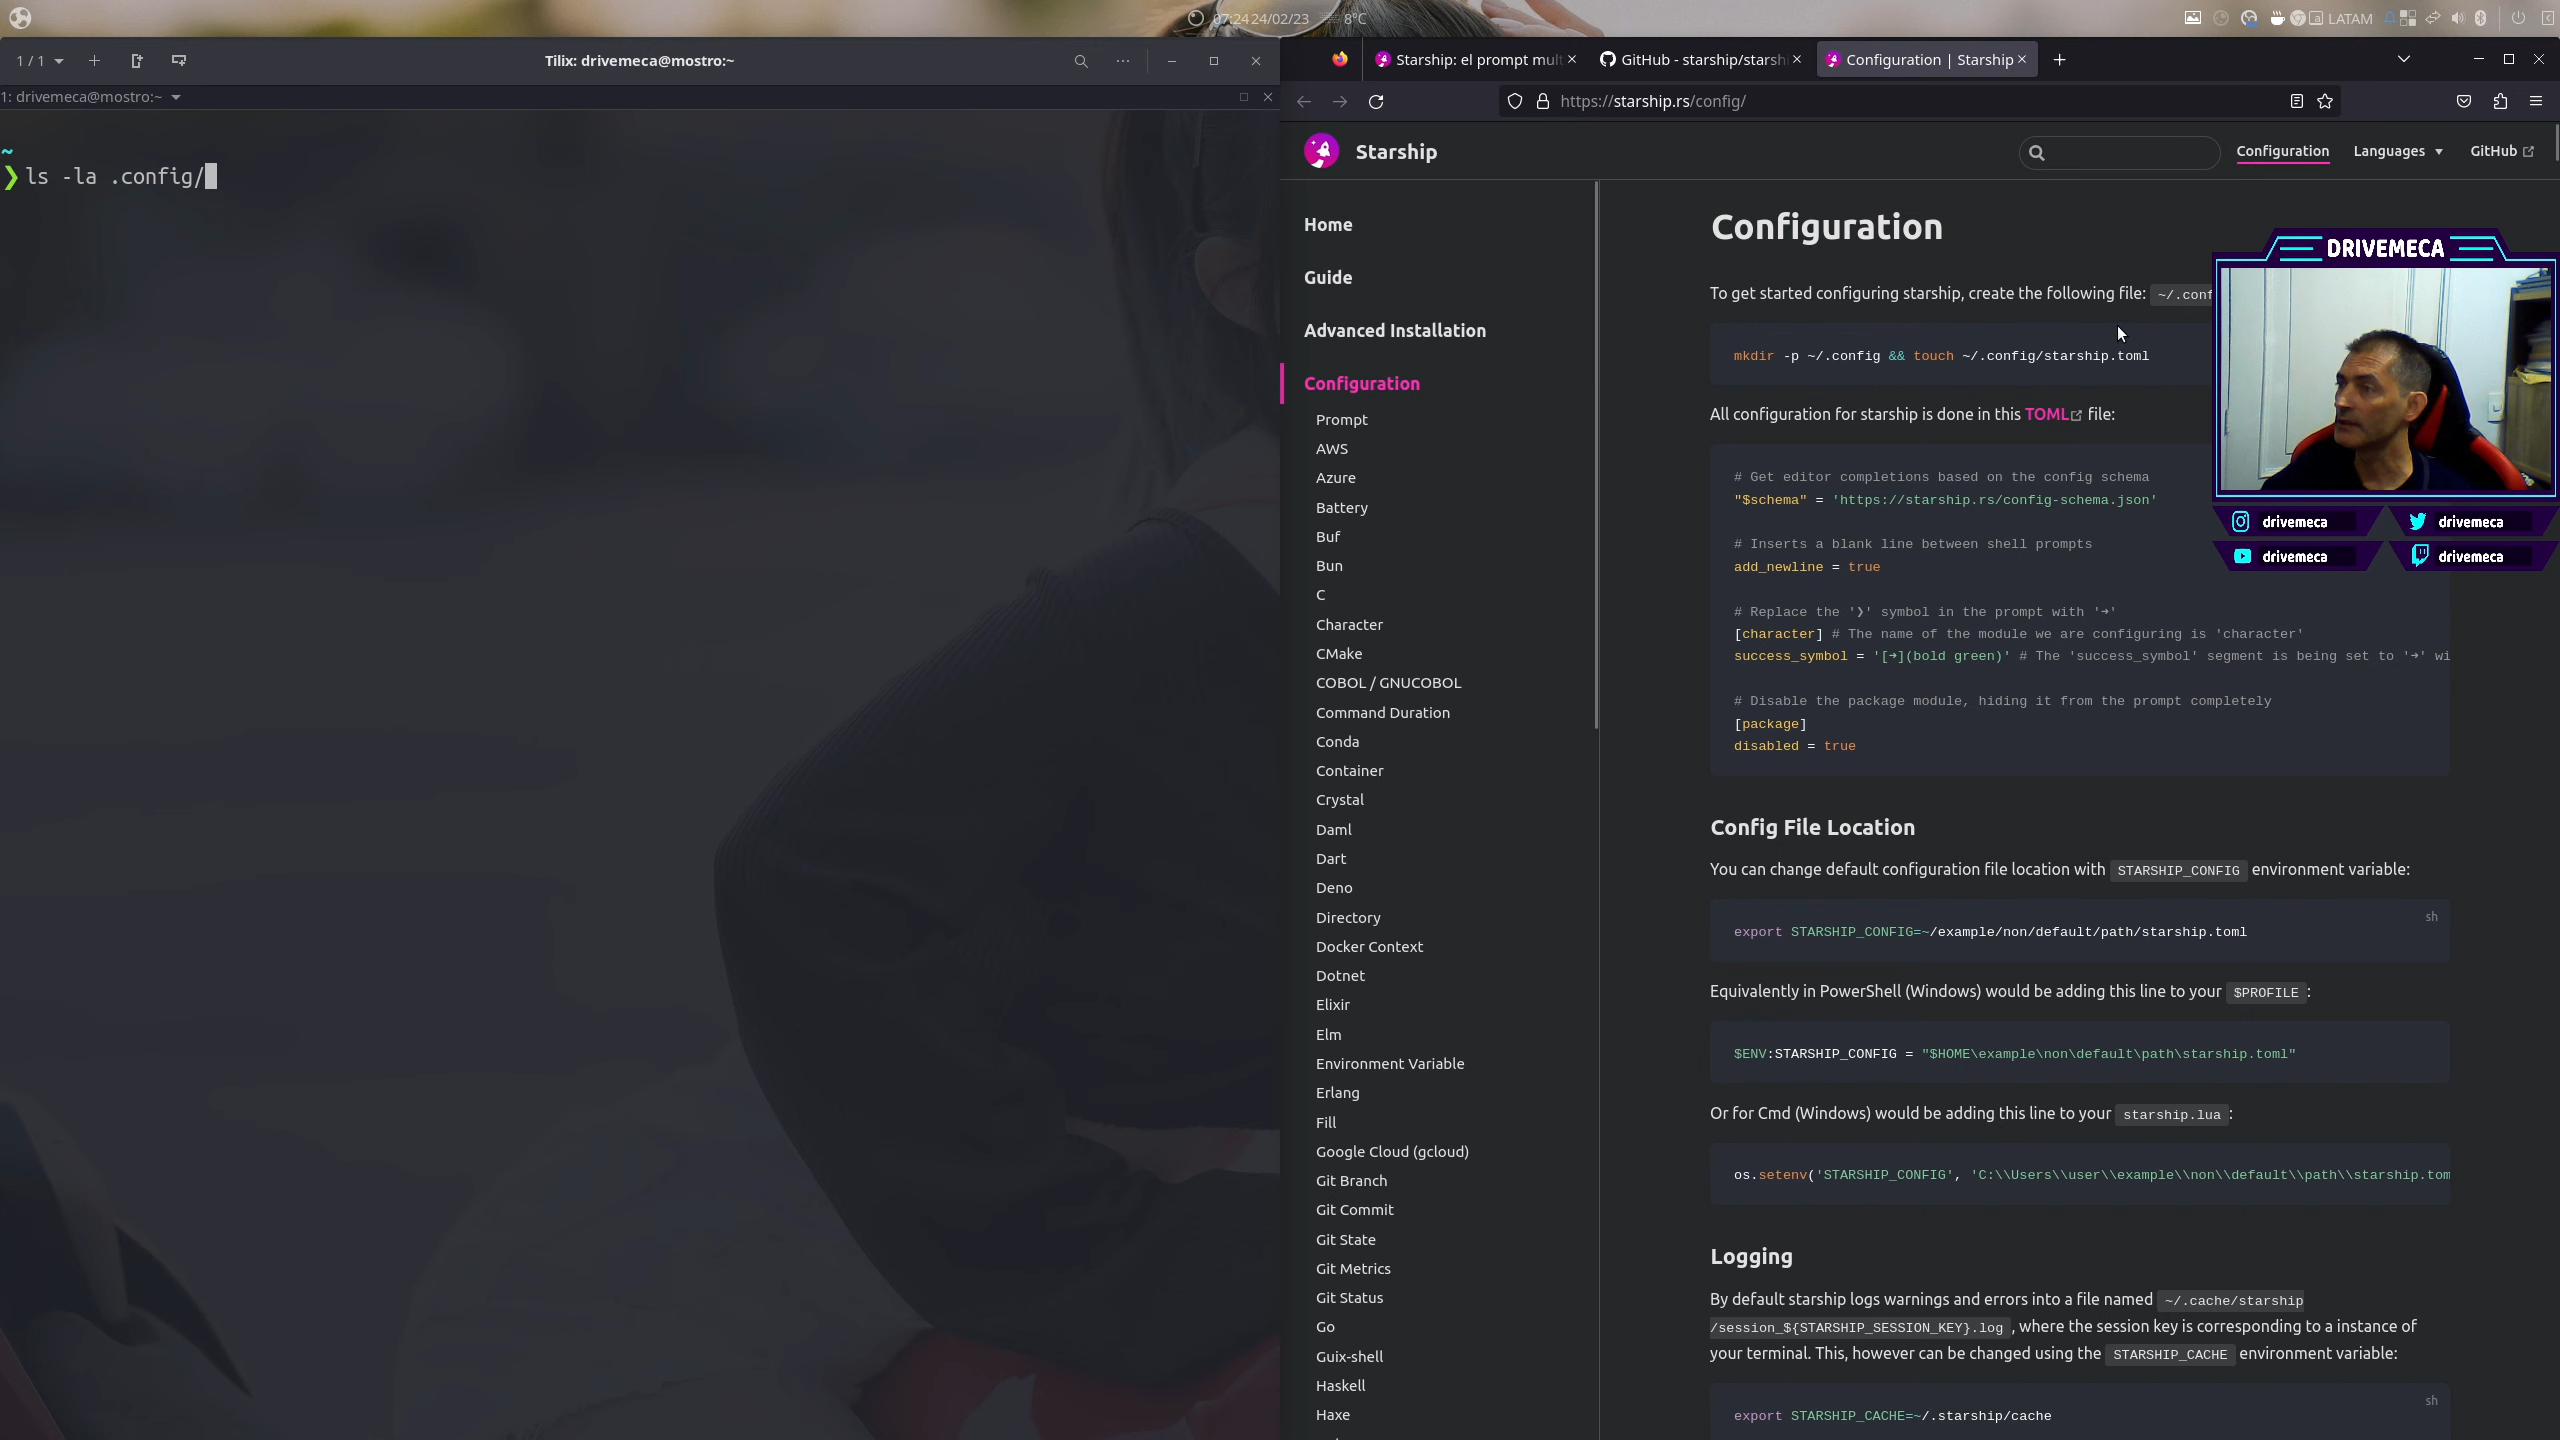 07:24 24/02/23 8°C
LATAM
1 / 1
Tilix: drivemeca@mostro:~
1: drivemeca@mostro:~
~
❯ ls -la .config/
Starship: el prompt mult
GitHub - starship/starshi
Configuration | Starship
https://starship.rs/config/
Starship
Configuration
Languages
GitHub
Home
Guide
Advanced Installation
Configuration
Prompt
AWS
Azure
Battery
Buf
Bun
C
Character
CMake
COBOL / GNUCOBOL
Command Duration
Conda
Container
Crystal
Daml
Dart
Deno
Directory
Docker Context
Dotnet
Elixir
Elm
Environment Variable
Erlang
Fill
Google Cloud (gcloud)
Git Branch
Git Commit
Git State
Git Metrics
Git Status
Go
Guix-shell
Haskell
Haxe
Configuration
To get started configuring starship, create the following file: ~/.conf
mkdir -p ~/.config && touch ~/.config/starship.toml
All configuration for starship is done in this TOML file:
# Get editor completions based on the config schema
"$schema" = 'https://starship.rs/config-schema.json'
# Inserts a blank line between shell prompts
add_newline = true
# Replace the '❯' symbol in the prompt with '➜'
[character] # The name of the module we are configuring is 'character'
success_symbol = '[➜](bold green)' # The 'success_symbol' segment is being set to '➜' wi
# Disable the package module, hiding it from the prompt completely
[package]
disabled = true
Config File Location
You can change default configuration file location with STARSHIP_CONFIG environment variable:
sh
export STARSHIP_CONFIG=~/example/non/default/path/starship.toml
Equivalently in PowerShell (Windows) would be adding this line to your $PROFILE:
$ENV:STARSHIP_CONFIG = "$HOME\example\non\default\path\starship.toml"
Or for Cmd (Windows) would be adding this line to your starship.lua:
os.setenv('STARSHIP_CONFIG', 'C:\\Users\\user\\example\\non\\default\\path\\starship.tom
Logging
By default starship logs warnings and errors into a file named ~/.cache/starship
/session_${STARSHIP_SESSION_KEY}.log, where the session key is corresponding to a instance of
your terminal. This, however can be changed using the STARSHIP_CACHE environment variable:
sh
export STARSHIP_CACHE=~/.starship/cache
DRIVEMECA
drivemeca
drivemeca
drivemeca
drivemeca